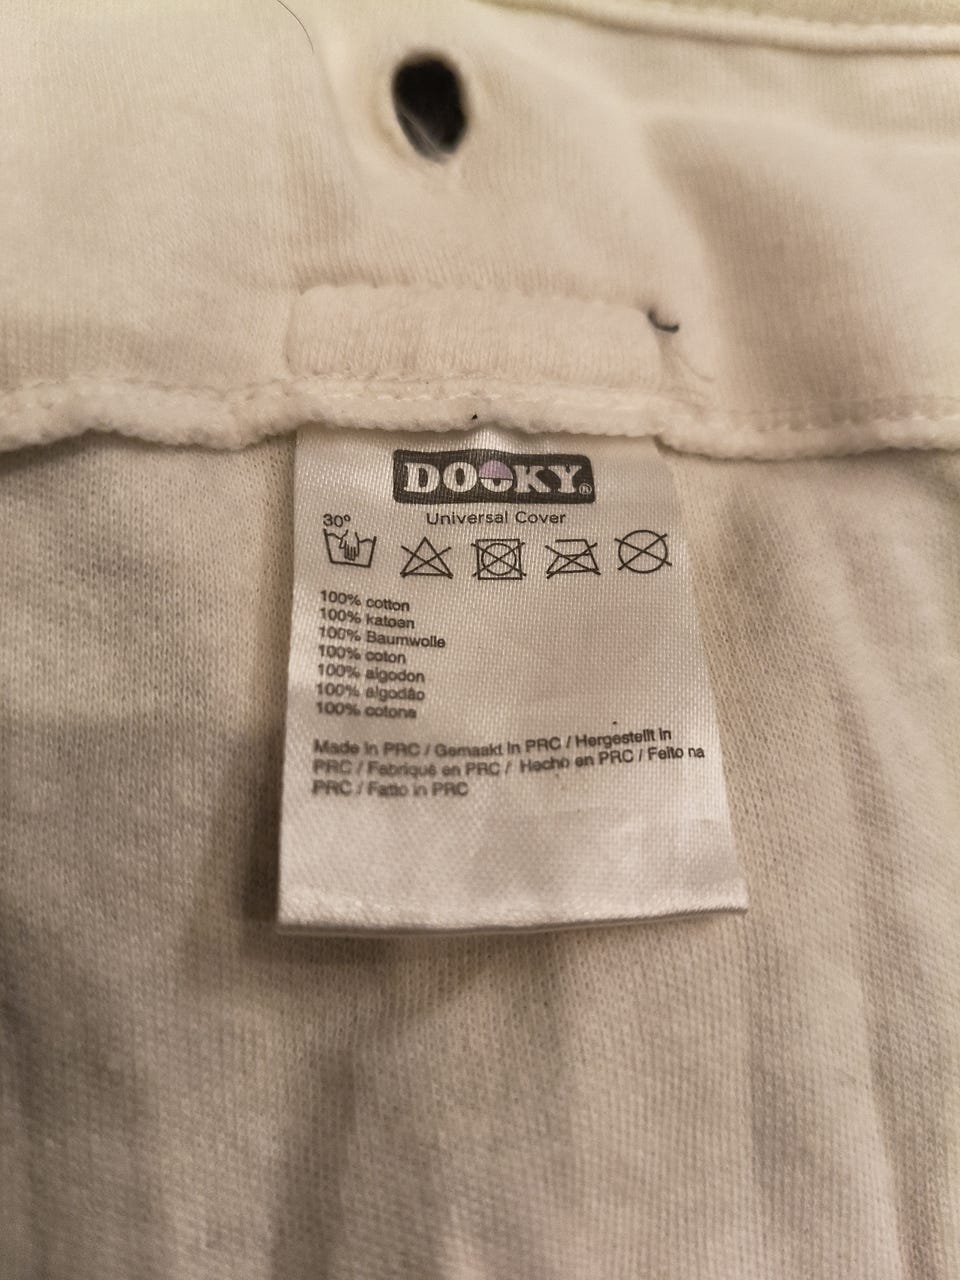 DOOKY®
Universal Cover
30°
100% cotton
100% katoen
100% Baumwolle
100% coton
100% algodon
100% algodão
100% cotone
Made in PRC / Gemaakt in PRC / Hergestellt in
PRC / Fabriqué en PRC / Hecho en PRC / Feito na
PRC / Fatto in PRC